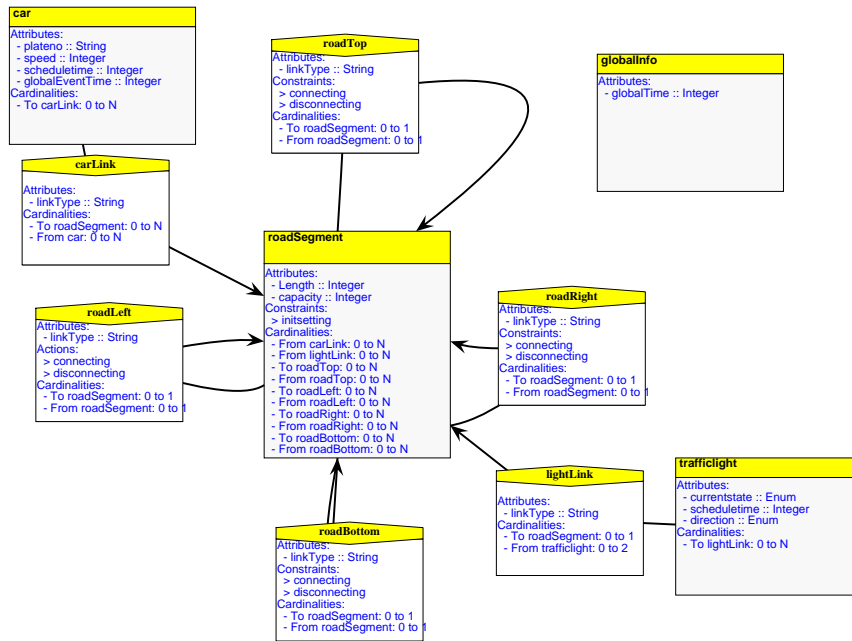 car
Attributes:
- plateno :: String
- speed :: Integer
- scheduletime :: Integer
- globalEventTime :: Integer
Cardinalities:
- To carLink: 0 to N
roadTop
Attributes:
- linkType :: String
Constraints:
> connecting
> disconnecting
Cardinalities:
- To roadSegment: 0 to 1
- From roadSegment: 0 to 1
globalInfo
Attributes:
- globalTime :: Integer
carLink
Attributes:
- linkType :: String
Cardinalities:
- To roadSegment: 0 to N
- From car: 0 to N
roadSegment
Attributes:
- Length :: Integer
- capacity :: Integer
Constraints:
> initsetting
Cardinalities:
- From carLink: 0 to N
- From lightLink: 0 to N
- To roadTop: 0 to N
- From roadTop: 0 to N
- To roadLeft: 0 to N
- From roadLeft: 0 to N
- To roadRight: 0 to N
- From roadRight: 0 to N
- To roadBottom: 0 to N
- From roadBottom: 0 to N
roadLeft
Attributes:
- linkType :: String
Actions:
> connecting
> disconnecting
Cardinalities:
- To roadSegment: 0 to 1
- From roadSegment: 0 to 1
roadRight
Attributes:
- linkType :: String
Constraints:
> connecting
> disconnecting
Cardinalities:
- To roadSegment: 0 to 1
- From roadSegment: 0 to 1
lightLink
Attributes:
- linkType :: String
Cardinalities:
- To roadSegment: 0 to 1
- From trafficlight: 0 to 2
trafficlight
Attributes:
- currentstate :: Enum
- scheduletime :: Integer
- direction :: Enum
Cardinalities:
- To lightLink: 0 to N
roadBottom
Attributes:
- linkType :: String
Constraints:
> connecting
> disconnecting
Cardinalities:
- To roadSegment: 0 to 1
- From roadSegment: 0 to 1